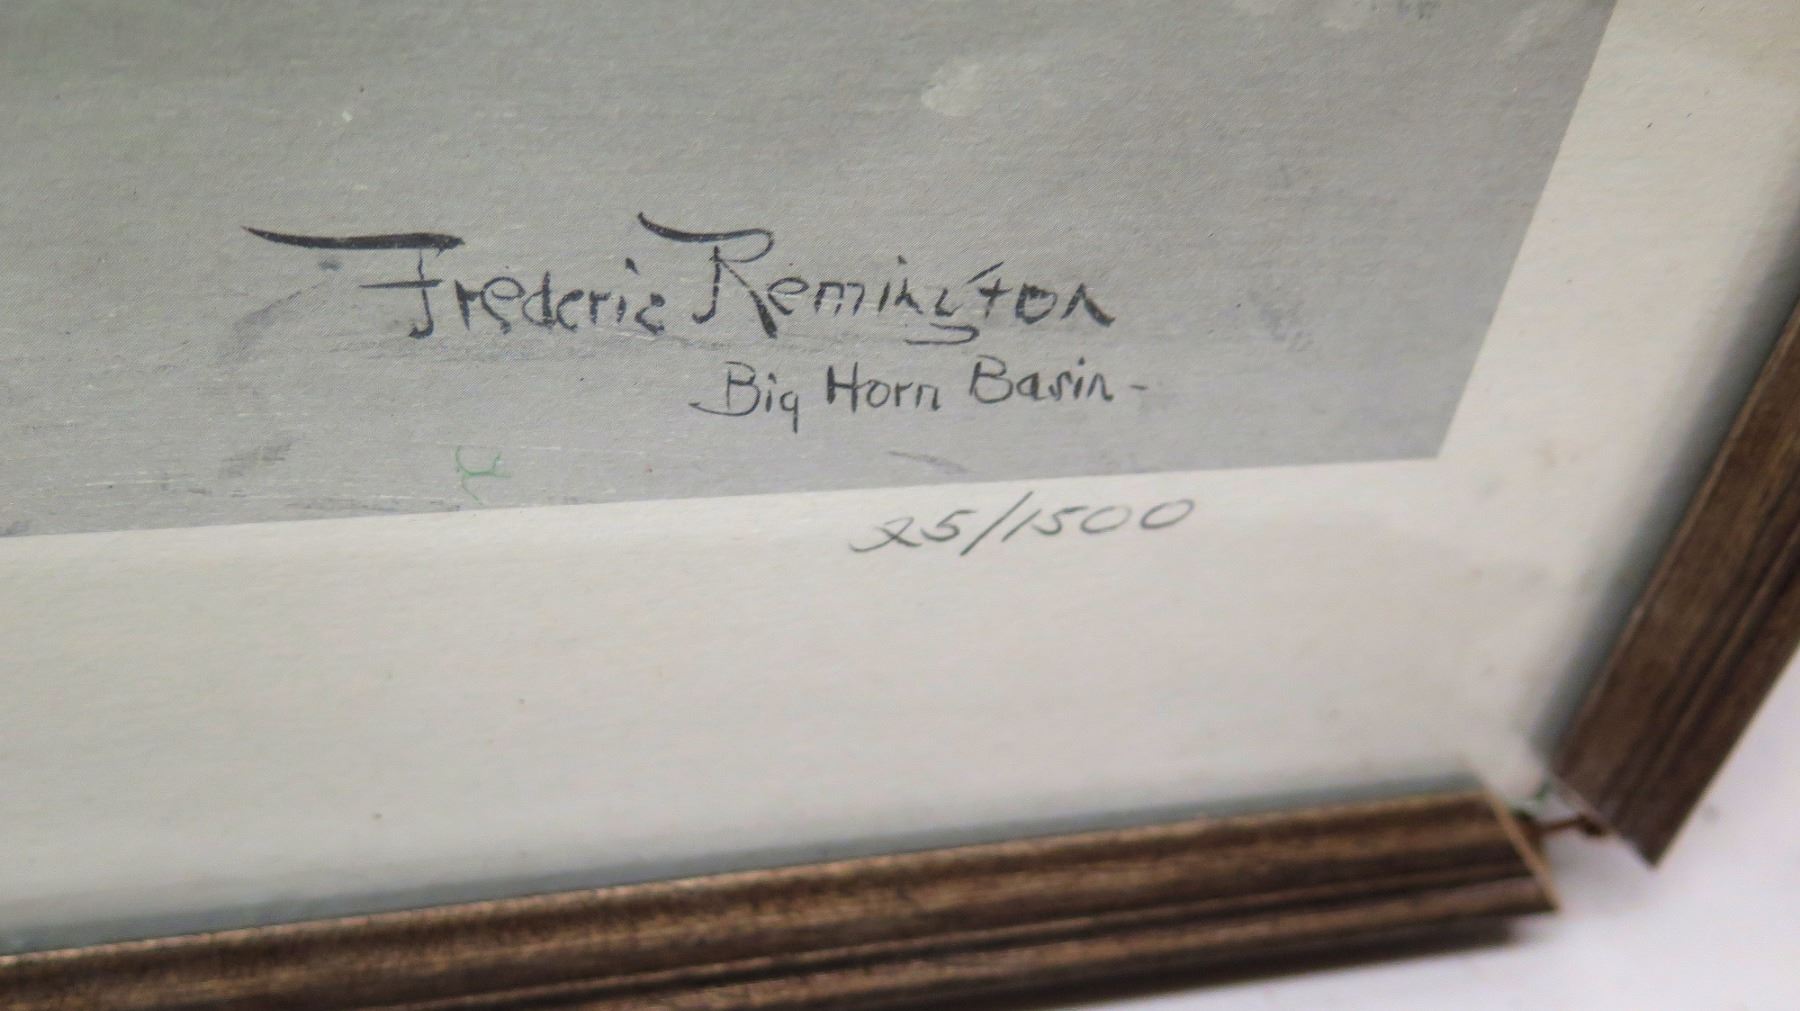 Frederic Remington
Big Horn Basin-
25/1500